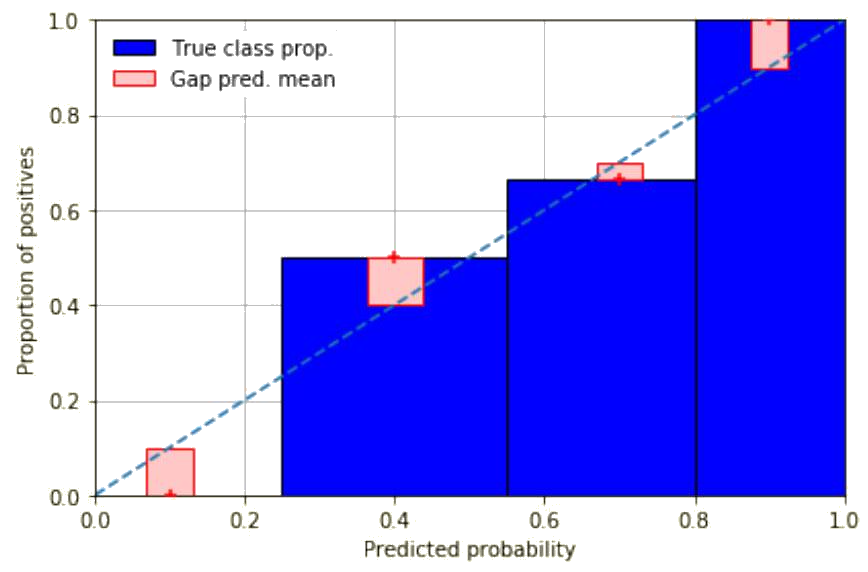 1.0
True class prop.
Gap pred. mean
0.8
0.6
0.4
0.2
0.0
Proportion of positives
0.0 0.2 0.4 0.6 0.8 1.0
Predicted probability